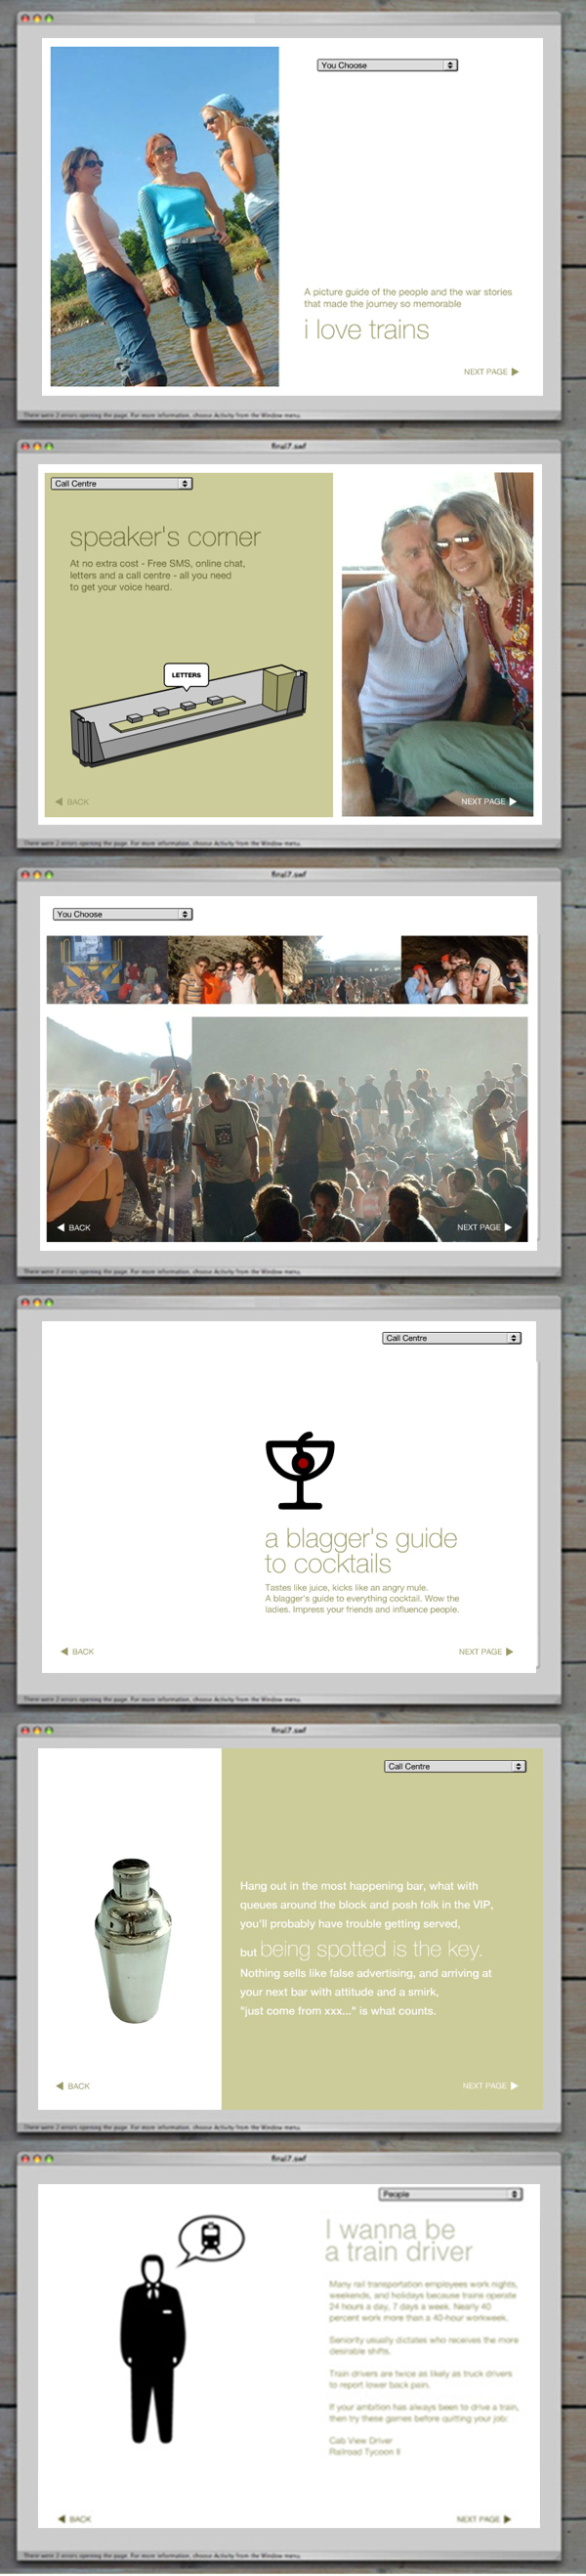 You Choose
A picture guide of the people and the war stories
that made the journey so memorable
i love trains
NEXT PAGE
There were 2 errors opening the page. For more information, choose Activity from the Window menu.
final7.swf
Call Centre
speaker's corner
At no extra cost - Free SMS, online chat,
letters and a call centre - all you need
to get your voice heard.
LETTERS
BACK
NEXT PAGE
There were 2 errors opening the page. For more information, choose Activity from the Window menu.
final7.swf
You Choose
BACK
NEXT PAGE
There were 2 errors opening the page. For more information, choose Activity from the Window menu.
Call Centre
a blagger's guide
to cocktails
Tastes like juice, kicks like an angry mule.
A blagger's guide to everything cocktail. Wow the
ladies. Impress your friends and influence people.
BACK
NEXT PAGE
There were 2 errors opening the page. For more information, choose Activity from the Window menu.
final7.swf
Call Centre
Hang out in the most happening bar, what with
queues around the block and posh folk in the VIP,
you'll probably have trouble getting served,
but being spotted is the key.
Nothing sells like false advertising, and arriving at
your next bar with attitude and a smirk,
"just come from xxx..." is what counts.
BACK
NEXT PAGE
There were 2 errors opening the page. For more information, choose Activity from the Window menu.
final7.swf
People
I wanna be
a train driver
Many rail transportation employees work nights,
weekends, and holidays because trains operate
24 hours a day, 7 days a week. Nearly 40
percent work more than a 40-hour workweek.
Seniority usually dictates who receives the more
desirable shifts.
Train drivers are twice as likely as truck drivers
to report lower back pain.
If your ambition has always been to drive a train,
then try these games before quitting your job:
Cab View Driver
Railroad Tycoon II
BACK
NEXT PAGE
There were 2 errors opening the page. For more information, choose Activity from the Window menu.